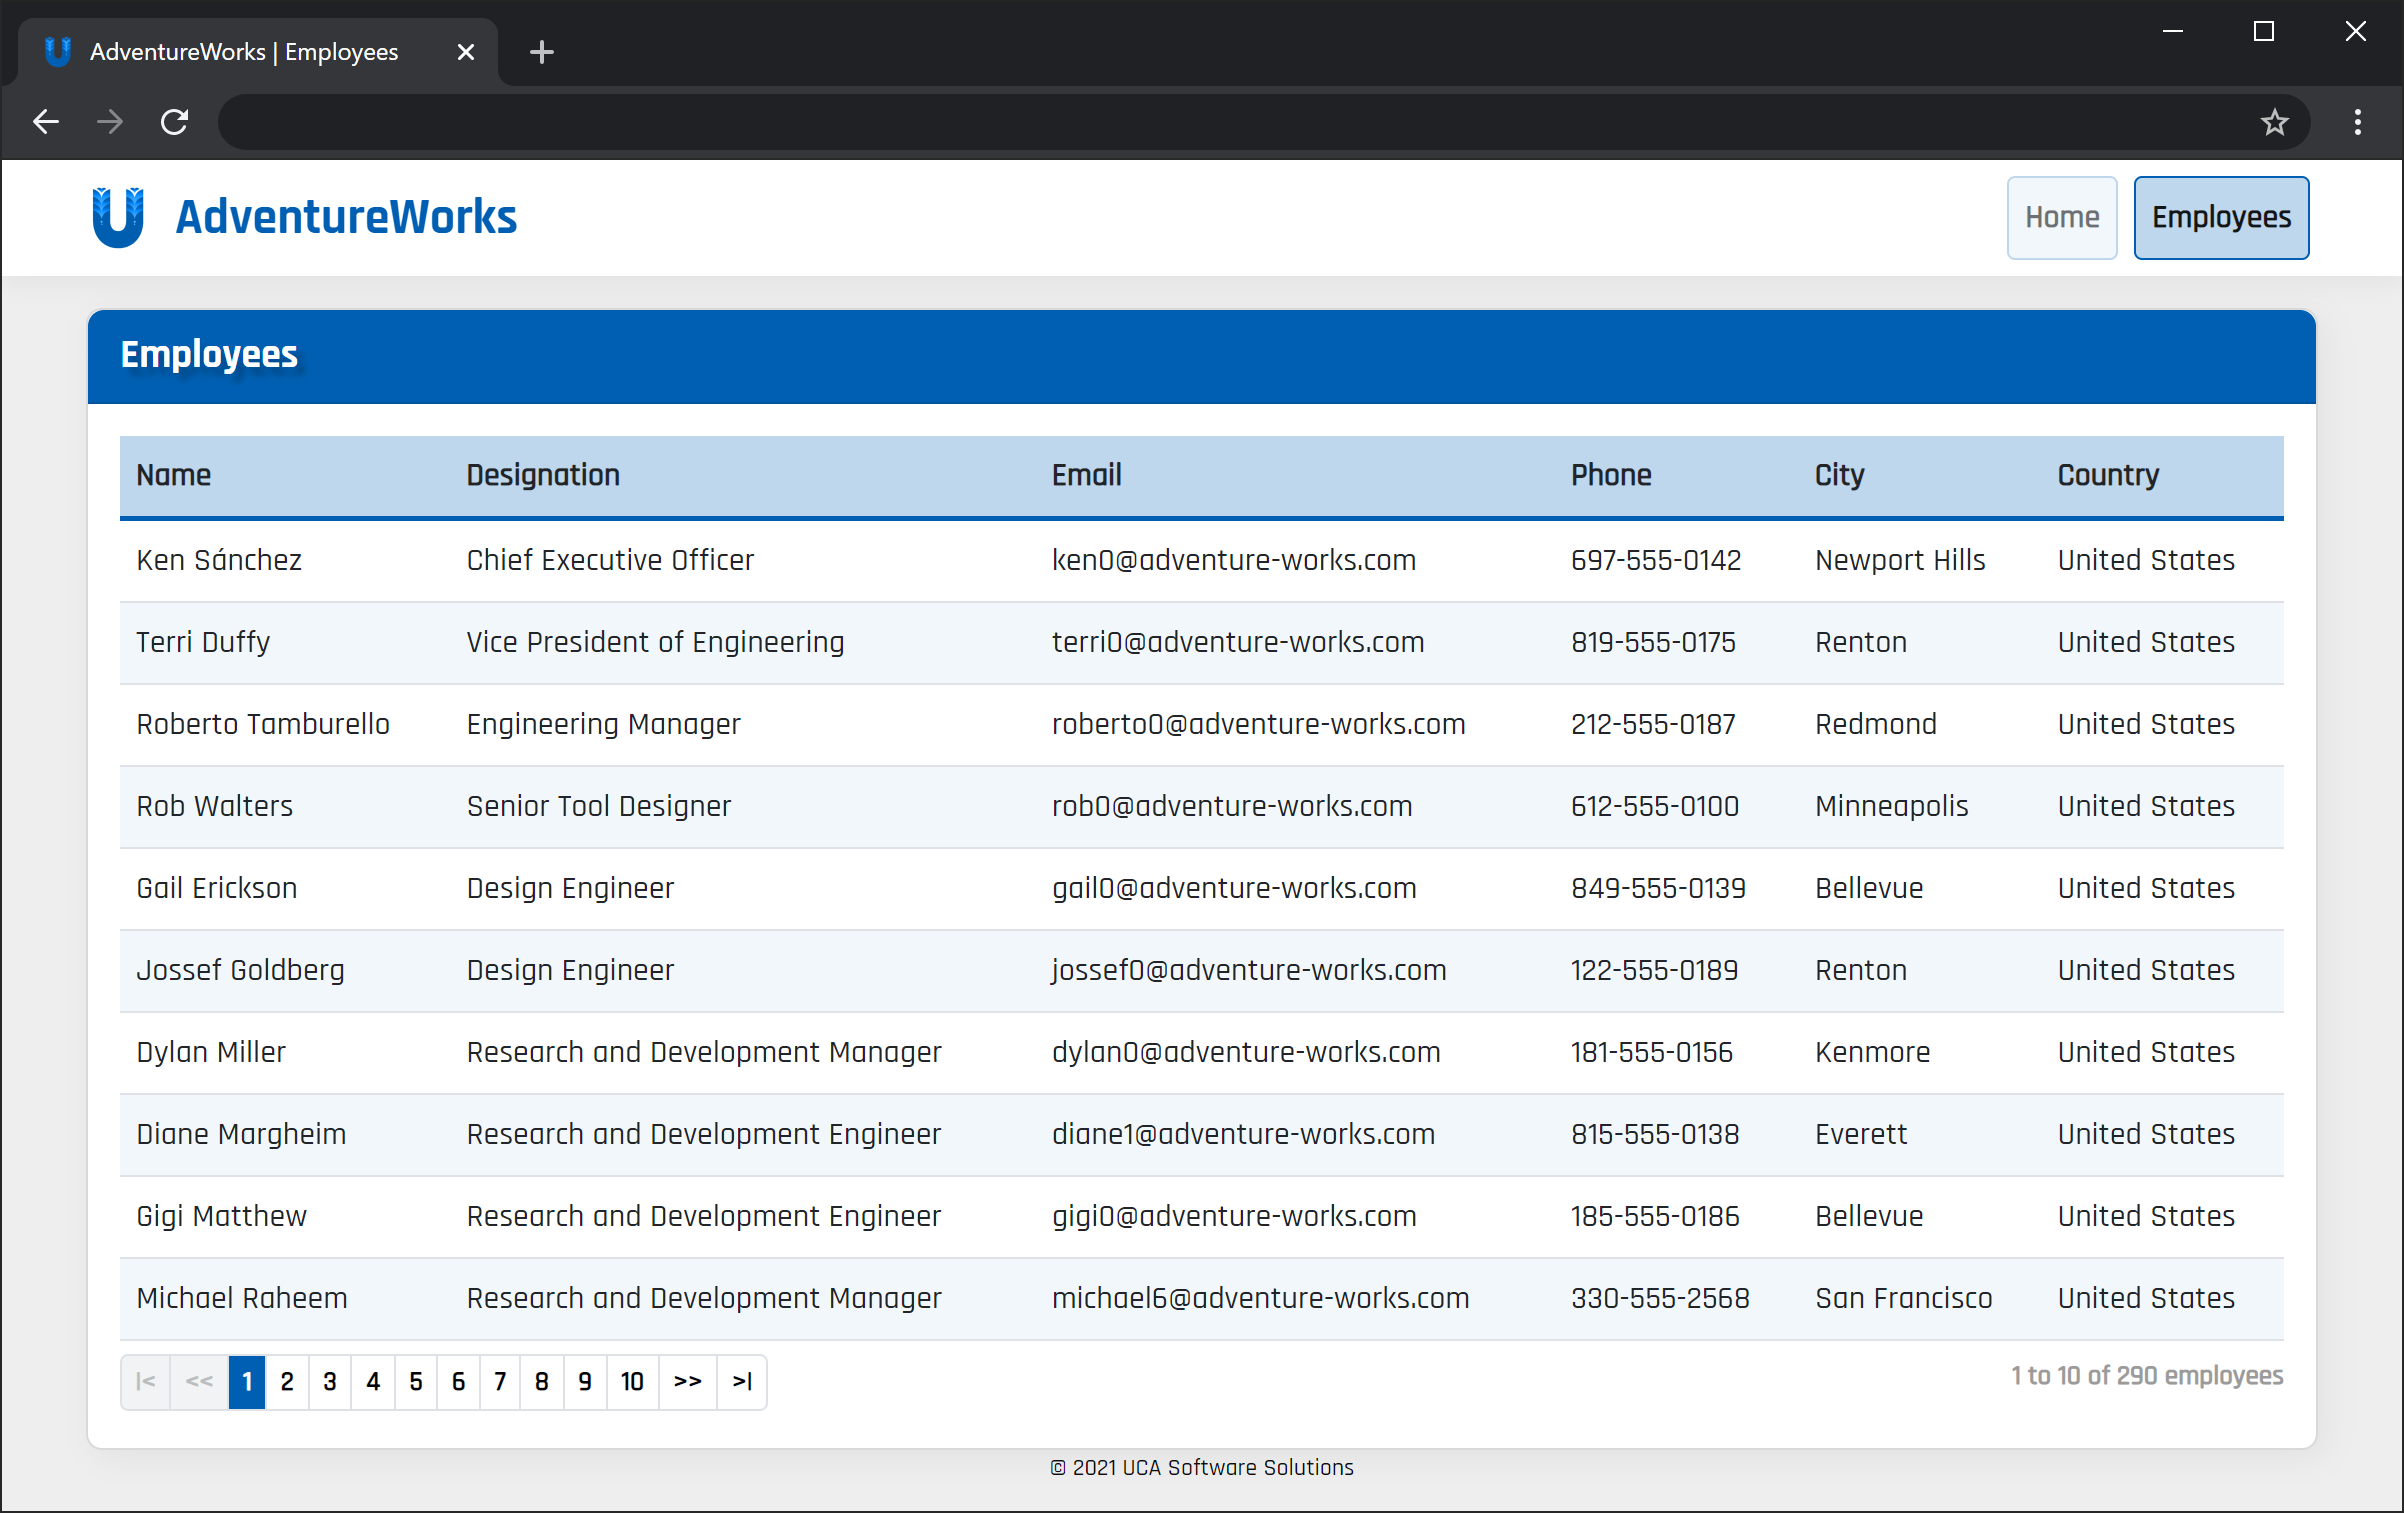 AdventureWorks | Employees
AdventureWorks
Home Employees
Employees
Name Designation Email Phone City Country
Ken Sánchez Chief Executive Officer ken0@adventure-works.com 697-555-0142 Newport Hills United States
Terri Duffy Vice President of Engineering terri0@adventure-works.com 819-555-0175 Renton United States
Roberto Tamburello Engineering Manager roberto0@adventure-works.com 212-555-0187 Redmond United States
Rob Walters Senior Tool Designer rob0@adventure-works.com 612-555-0100 Minneapolis United States
Gail Erickson Design Engineer gail0@adventure-works.com 849-555-0139 Bellevue United States
Jossef Goldberg Design Engineer jossef0@adventure-works.com 122-555-0189 Renton United States
Dylan Miller Research and Development Manager dylan0@adventure-works.com 181-555-0156 Kenmore United States
Diane Margheim Research and Development Engineer diane1@adventure-works.com 815-555-0138 Everett United States
Gigi Matthew Research and Development Engineer gigi0@adventure-works.com 185-555-0186 Bellevue United States
Michael Raheem Research and Development Manager michael6@adventure-works.com 330-555-2568 San Francisco United States
|< << 1 2 3 4 5 6 7 8 9 10 >> >| 1 to 10 of 290 employees
© 2021 UCA Software Solutions